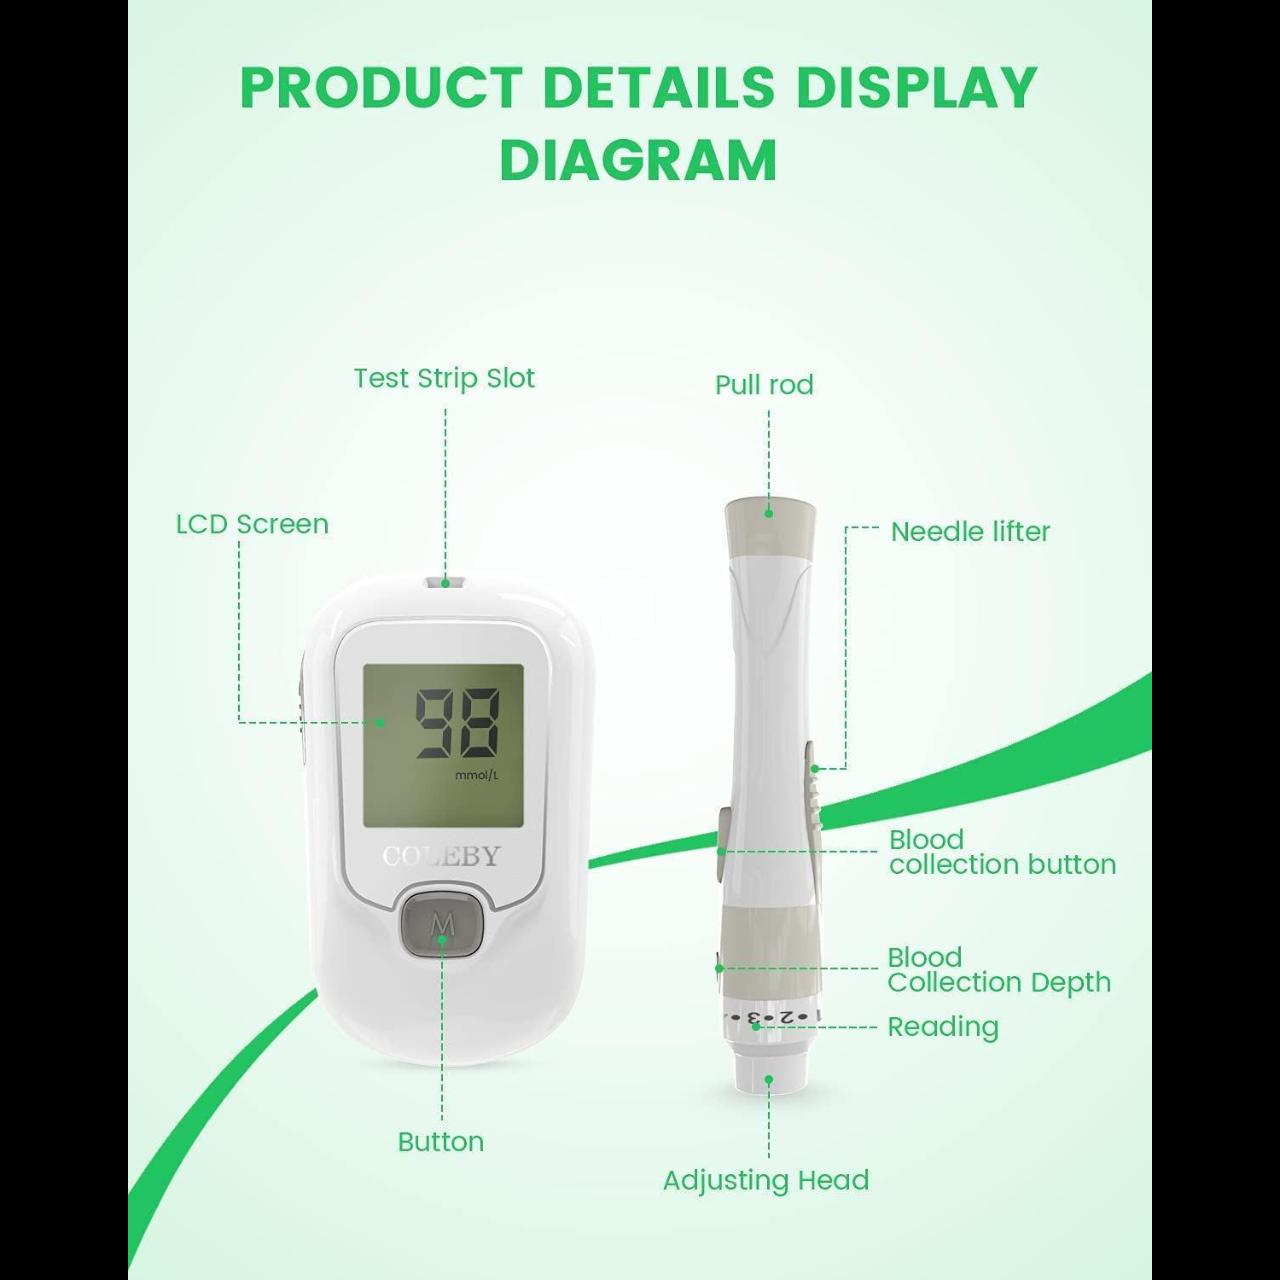 PRODUCT DETAILS DISPLAY
DIAGRAM
Test Strip Slot
Pull rod
LCD Screen
Needle lifter
98
mmol/L
Blood
collection button
COLEBY
M
Blood
Collection Depth
3 • 2
Reading
Button
Adjusting Head